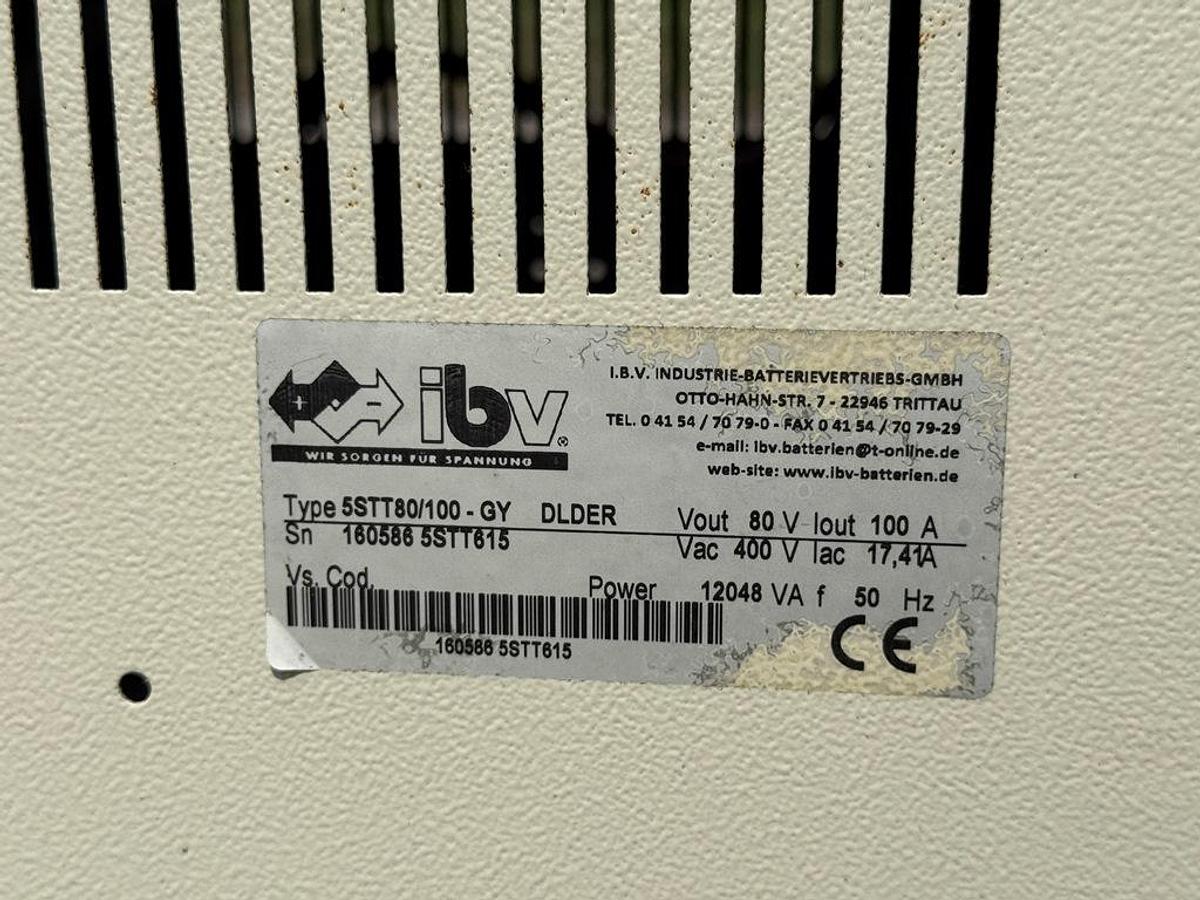 ibv®
WIR SORGEN FÜR SPANNUNG
I.B.V. INDUSTRIE-BATTERIEVERTRIEBS-GMBH
OTTO-HAHN-STR. 7 - 22946 TRITTAU
TEL. 0 41 54 / 70 79-0 - FAX 0 41 54 / 70 79-29
e-mail: ibv.batterien@t-online.de
web-site: www.ibv-batterien.de
Type 5STT80/100 - GY DLDER Vout 80 V Iout 100 A
Sn 160586 5STT615 Vac 400 V Iac 17,41A
Vs. Cod. Power 12048 VA f 50 Hz
160586 5STT615
CE